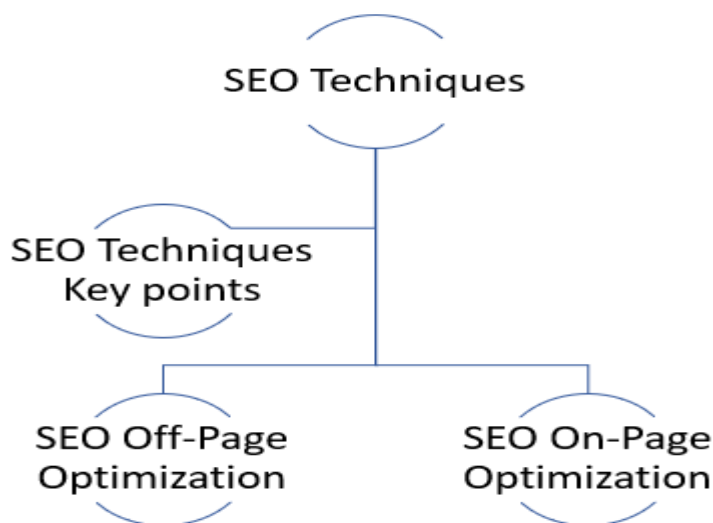 SEO Techniques
SEO Techniques
Key points
SEO Off-Page
Optimization
SEO On-Page
Optimization